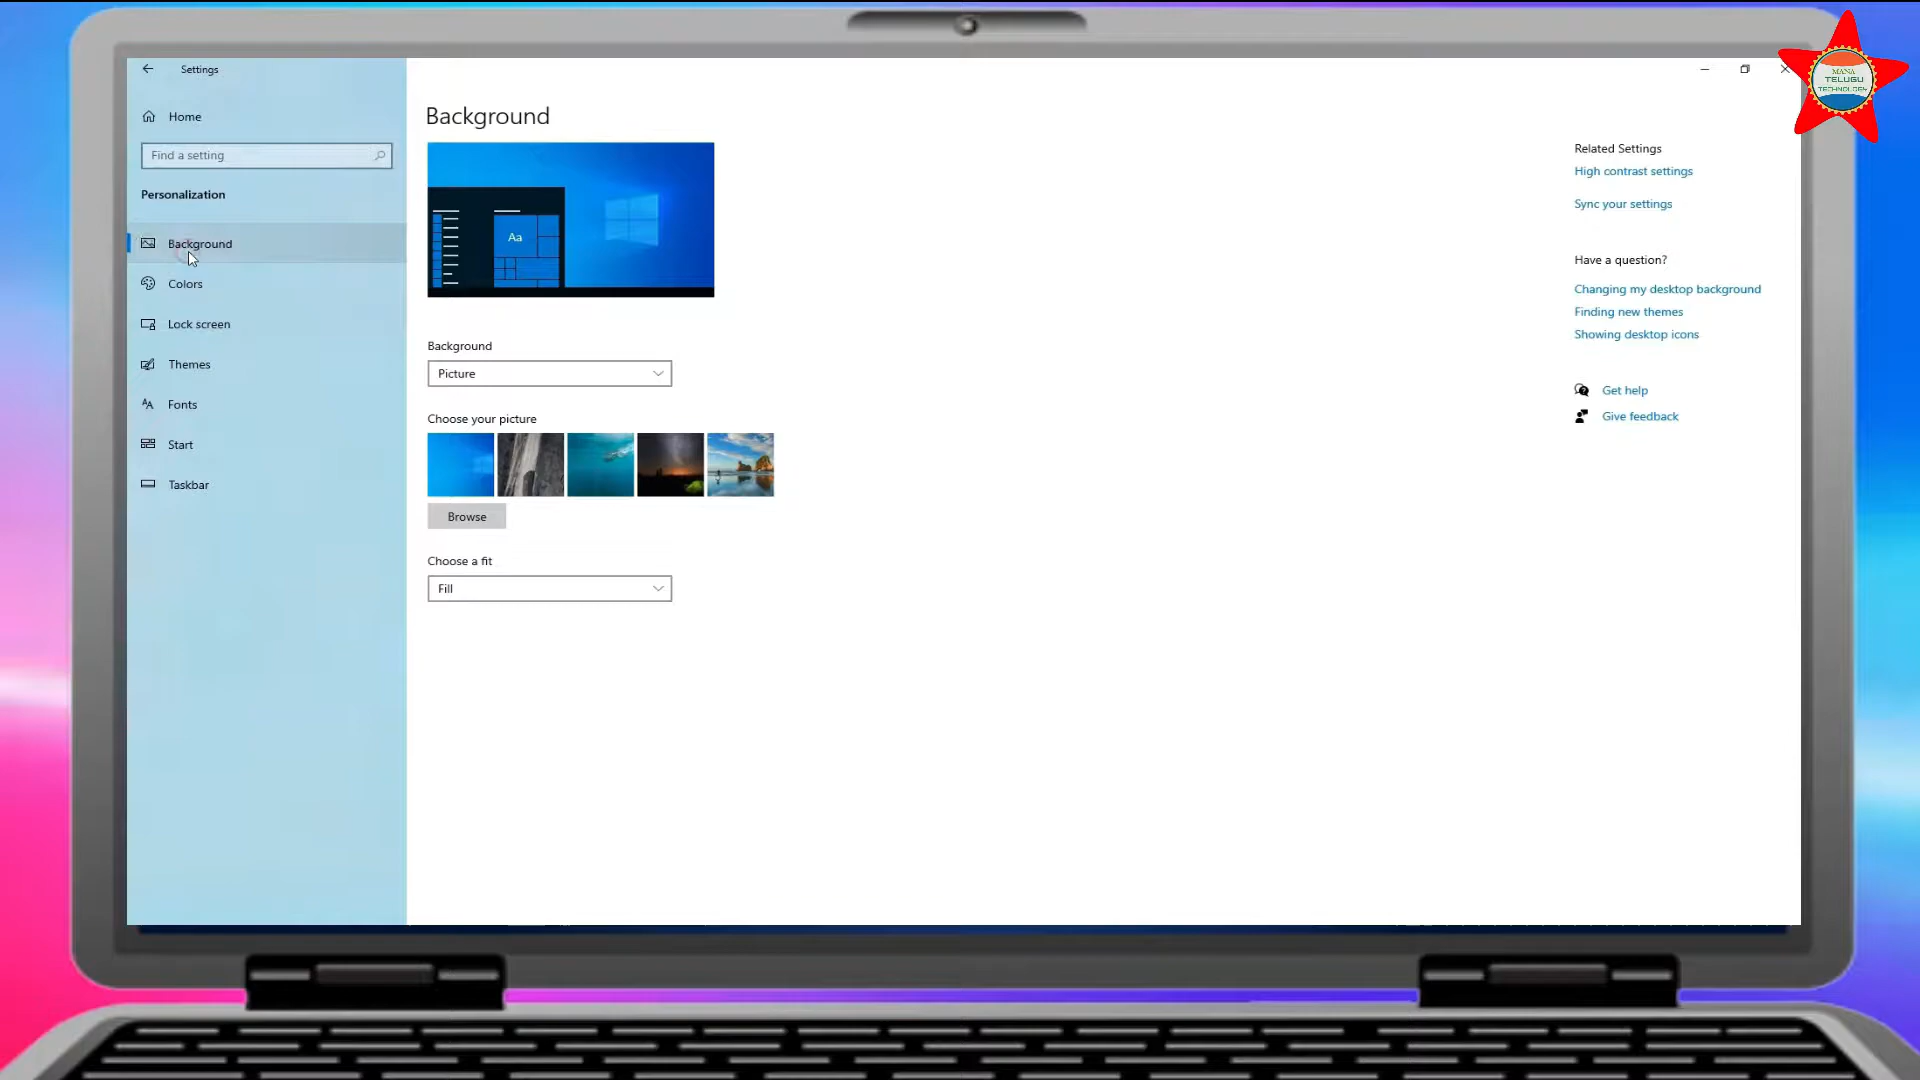 Settings
MANA
TELUGU
TECHNOLOGY
Home
Find a setting
Personalization
Background
Colors
Lock screen
Themes
Fonts
Start
Taskbar
Background
Aa
Background
Picture
Choose your picture
Browse
Choose a fit
Fill
Related Settings
High contrast settings
Sync your settings
Have a question?
Changing my desktop background
Finding new themes
Showing desktop icons
Get help
Give feedback